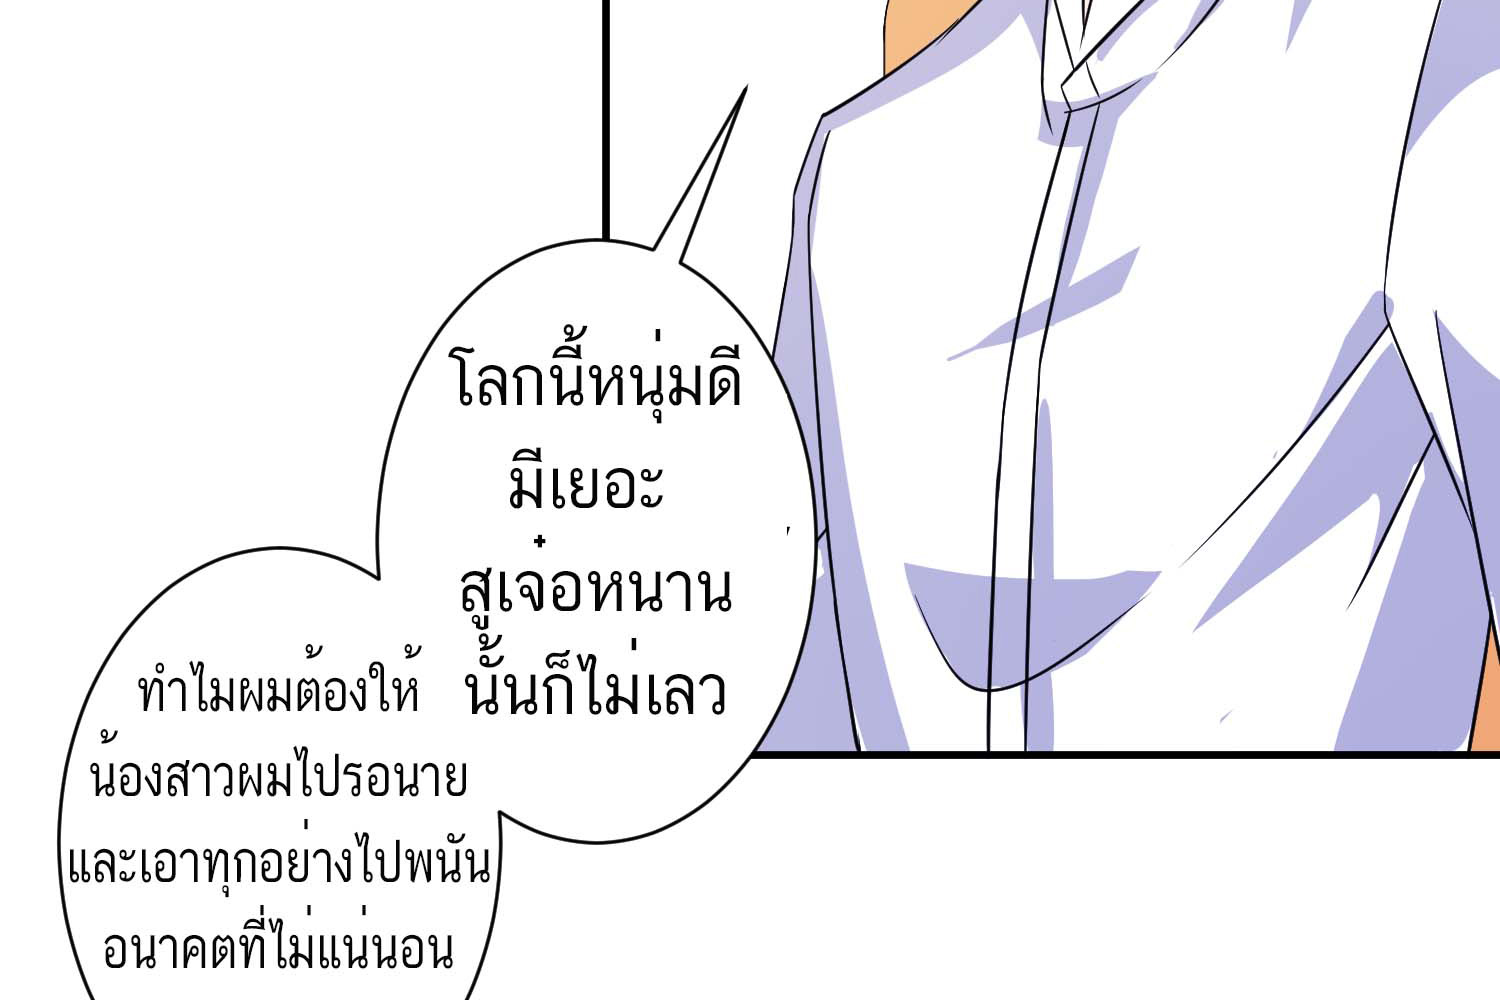 โลกนี้หนุ่มดี
มีเยอะ
สูเจ๋อหนาน
นั้นก็ไม่เลว
ทำไมผมต้องให้
น้องสาวผมไปรอนาย
และเอาทุกอย่างไปพนัน
อนาคตที่ไม่แน่นอน